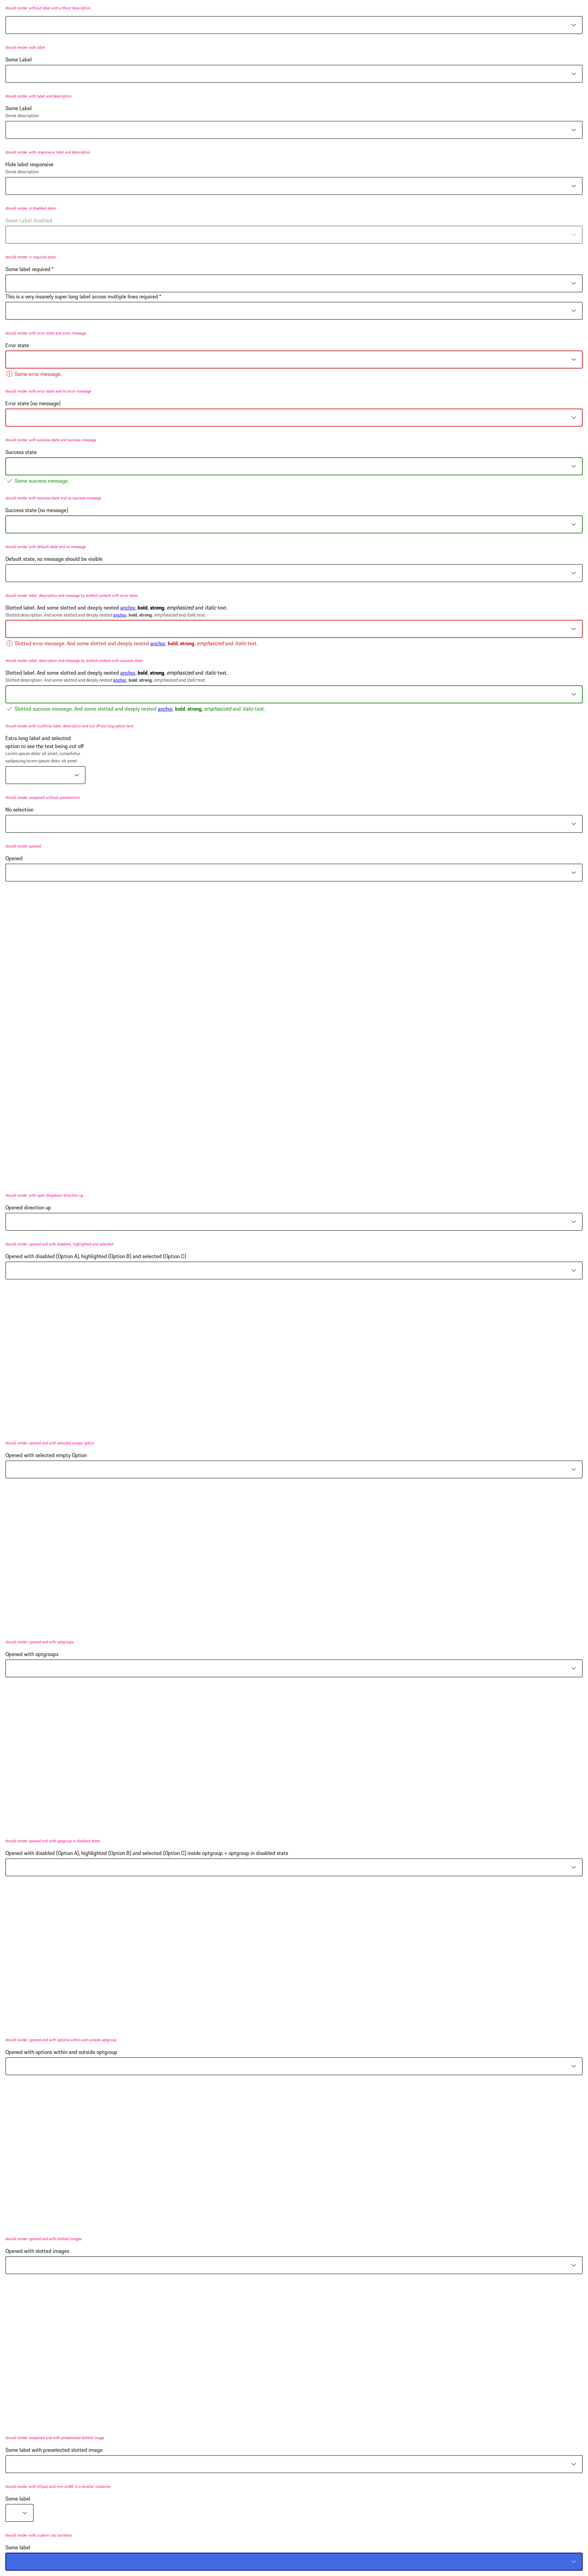 should render without label and without description
should render with label
Some Label
should render with label and description
Some Label
Some description
should render with responsive label and description
Hide label responsive
Some description
should render in disabled state
Some Label disabled
should render in required state
Some label required *
This is a very insanely super long label across multiple lines required *
should render with error state and error message
Error state
Some error message.
should render with error state and no error message
Error state (no message)
should render with success state and success message
Success state
Some success message.
should render with success state and no success message
Success state (no message)
should render with default state and no message
Default state, no message should be visible
should render label, description and message by slotted content with error state
Slotted label. And some slotted and deeply nested anchor, bold, strong, emphasized and italic text.
Slotted description. And some slotted and deeply nested anchor, bold, strong, emphasized and italic text.
Slotted error message. And some slotted and deeply nested anchor, bold, strong, emphasized and italic text.
should render label, description and message by slotted content with success state
Slotted label. And some slotted and deeply nested anchor, bold, strong, emphasized and italic text.
Slotted description. And some slotted and deeply nested anchor, bold, strong, emphasized and italic text.
Slotted success message. And some slotted and deeply nested anchor, bold, strong, emphasized and italic text.
should render with multiline label, description and cut off too long option text
Extra long label and selected
option to see the text being cut off
Lorem ipsum dolor sit amet, consetetur
sadipscing lorem ipsum dolor sit amet
should render unopened without preselection
No selection
should render opened
Opened
should render with open dropdown direction up
Opened direction up
should render opened and with disabled, highlighted and selected
Opened with disabled (Option A), highlighted (Option B) and selected (Option C)
should render opened and with selected empty option
Opened with selected empty Option
should render opened and with optgroups
Opened with optgroups
should render opened and with optgroup in disabled state
Opened with disabled (Option A), highlighted (Option B) and selected (Option C) inside optgroup + optgroup in disabled state
should render opened and with options within and outside optgroup
Opened with options within and outside optgroup
should render opened and with slotted images
Opened with slotted images
should render unopened and with preselected slotted image
Some label with preselected slotted image
should render with ellipsis and min-width in a smaller container
Some label
should render with custom css variables
Some label